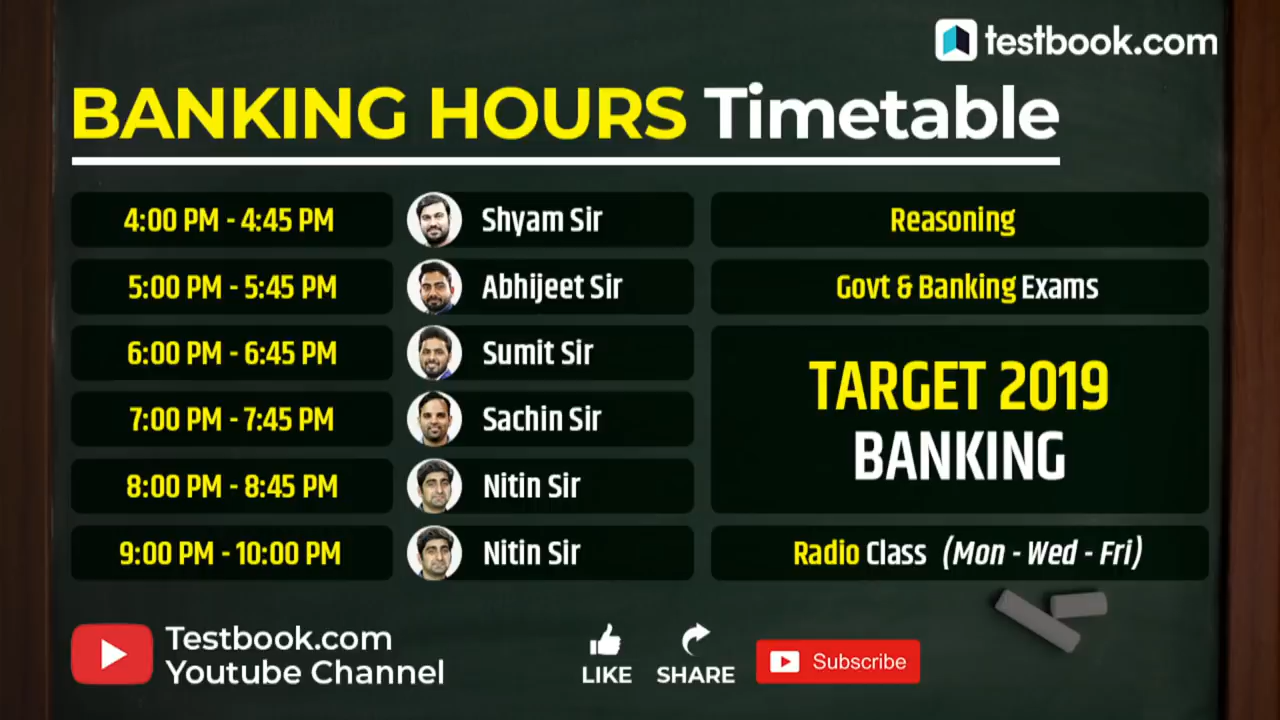 testbook.com
BANKING HOURS Timetable
4:00 PM - 4:45 PM Shyam Sir Reasoning
5:00 PM - 5:45 PM Abhijeet Sir Govt & Banking Exams
6:00 PM - 6:45 PM Sumit Sir
TARGET 2019
7:00 PM - 7:45 PM Sachin Sir
BANKING
8:00 PM - 8:45 PM Nitin Sir
9:00 PM - 10:00 PM Nitin Sir Radio Class (Mon - Wed - Fri)
Testbook.com
Youtube Channel
LIKE SHARE Subscribe